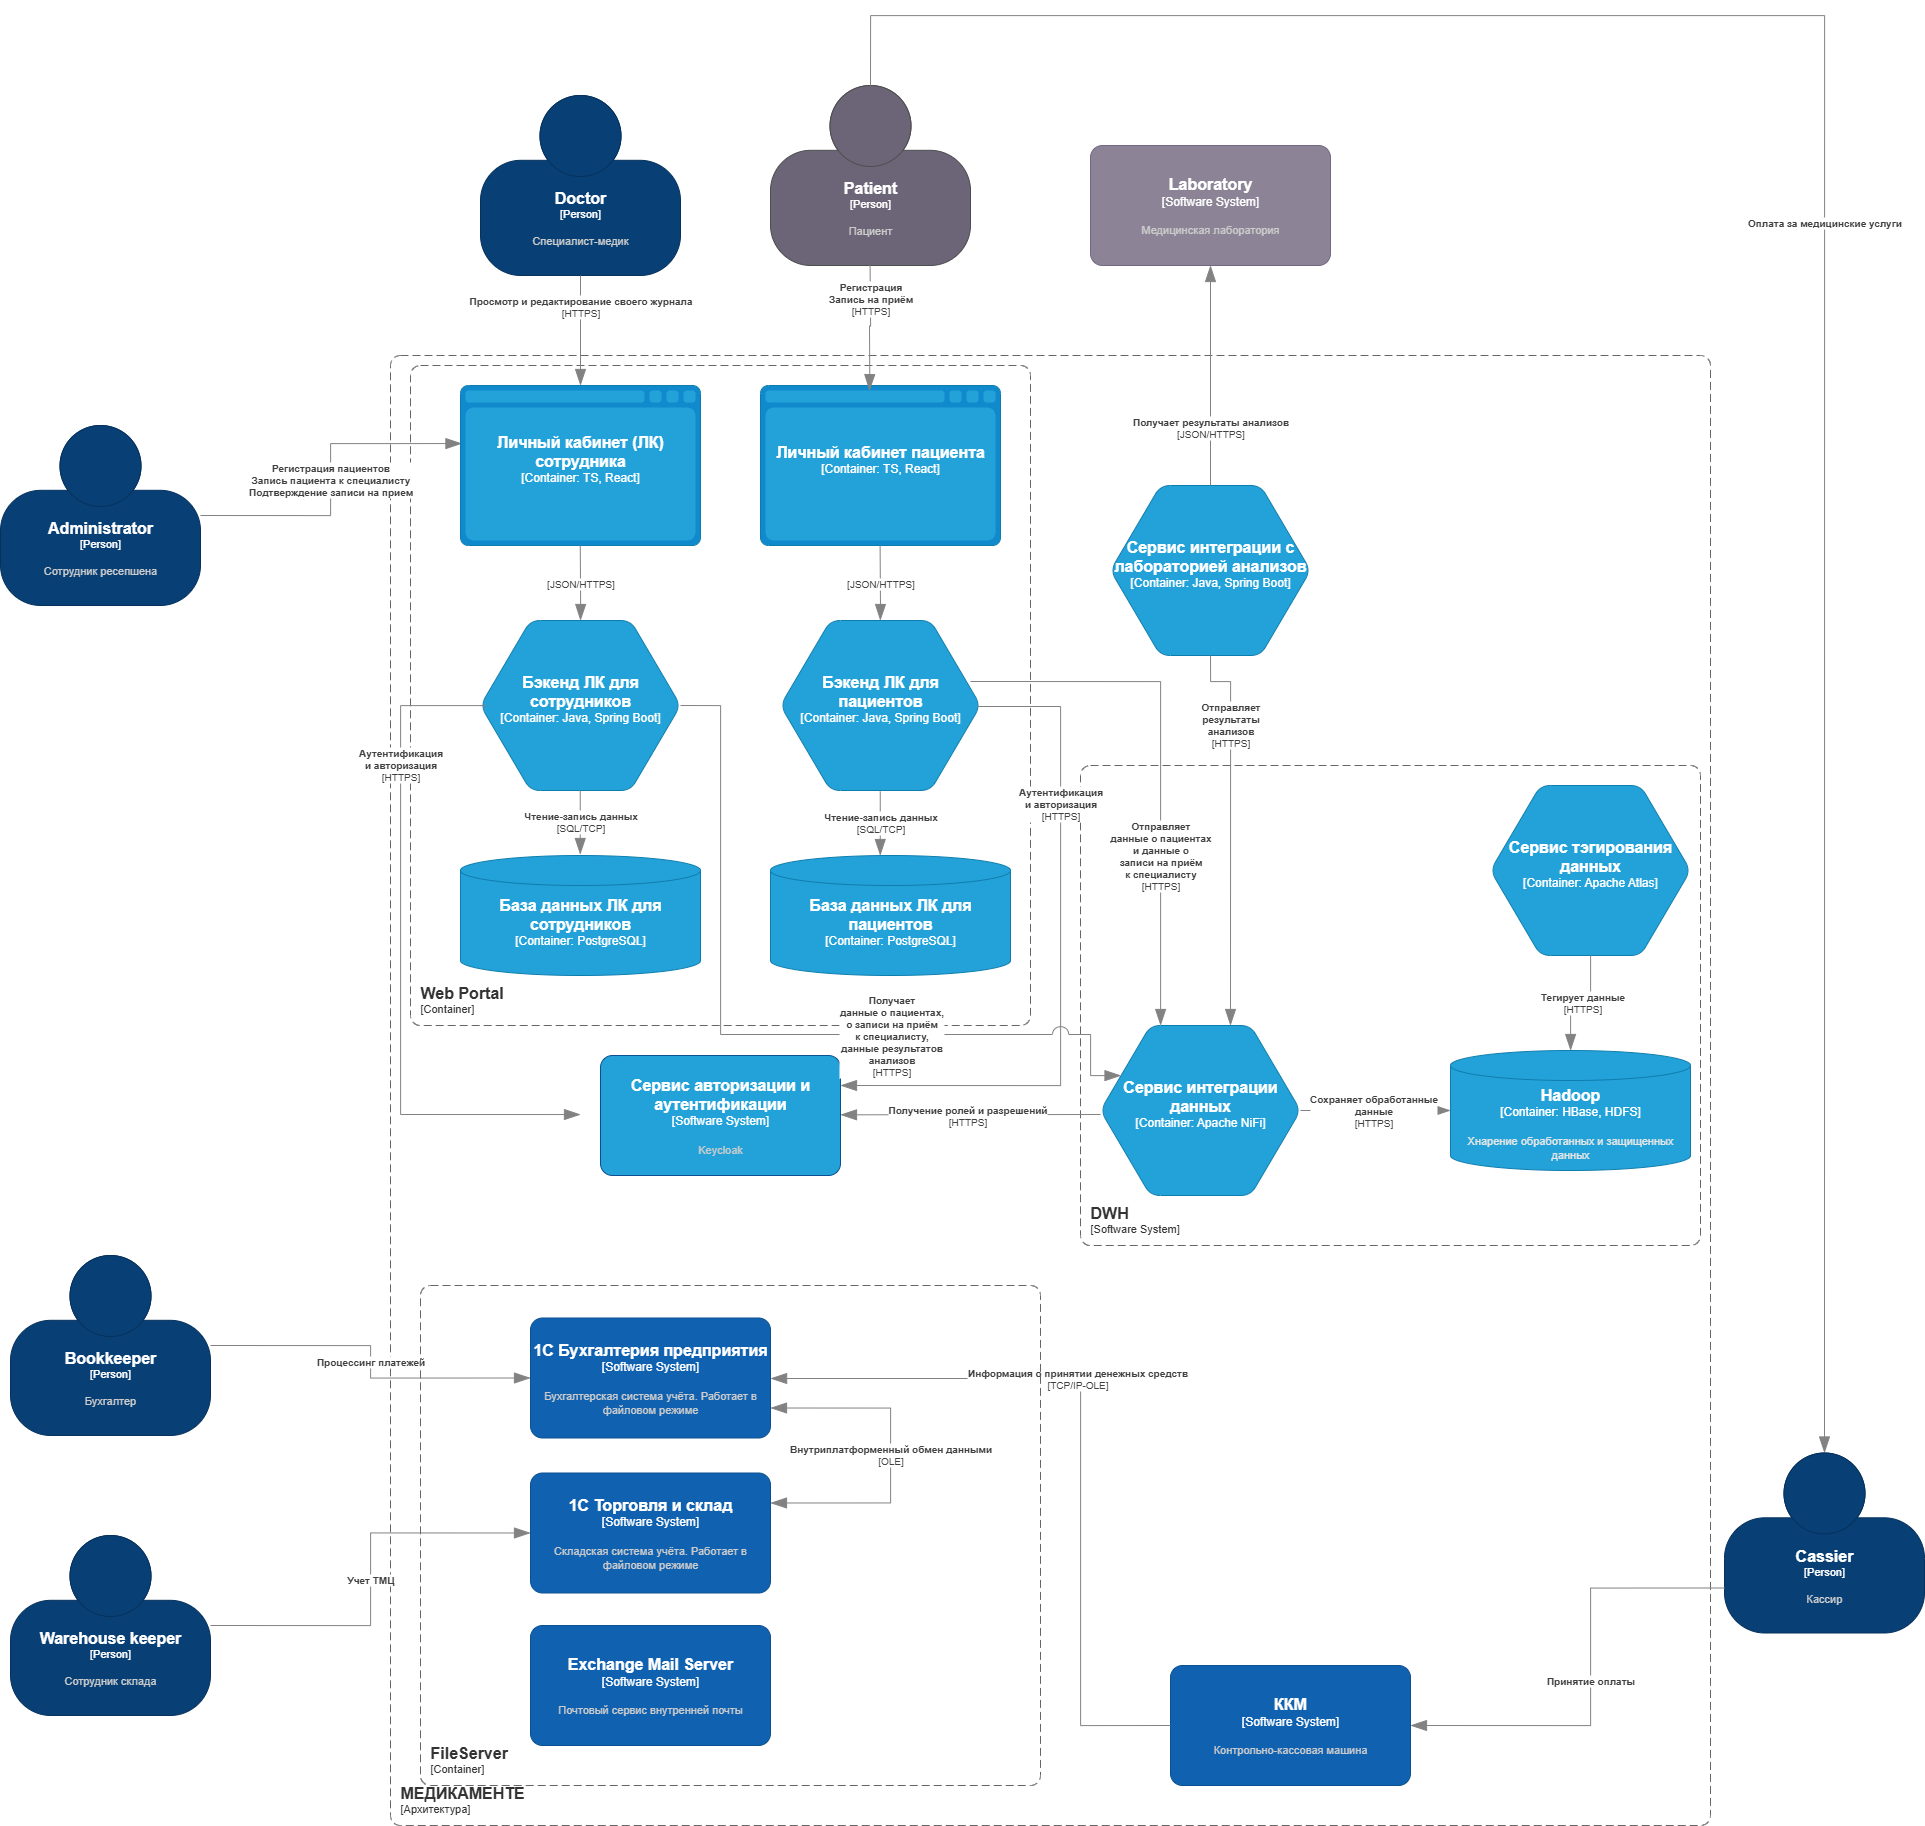 Doctor
[Person]
Специалист-медик
Patient
[Person]
Пациент
Laboratory
[Software System]
Медицинская лаборатория
Оплата за медицинские услуги
Просмотр и редактирование своего журнала
[HTTPS]
Регистрация
Запись на приём
[HTTPS]
Получает результаты анализов
[JSON/HTTPS]
Administrator
[Person]
Сотрудник ресепшена
Регистрация пациентов
Запись пациента к специалисту
Подтверждение записи на прием
Личный кабинет (ЛК)
сотрудника
[Container: TS, React]
Личный кабинет пациента
[Container: TS, React]
Сервис интеграции с
лабораторией анализов
[Container: Java, Spring Boot]
[JSON/HTTPS]
[JSON/HTTPS]
Бэкенд ЛК для
сотрудников
[Container: Java, Spring Boot]
Бэкенд ЛК для
пациентов
[Container: Java, Spring Boot]
Отправляет
результаты
анализов
[HTTPS]
Аутентификация
и авторизация
[HTTPS]
Чтение-запись данных
[SQL/TCP]
Чтение-запись данных
[SQL/TCP]
Аутентификация
и авторизация
[HTTPS]
Отправляет
данные о пациентах
и данные о
записи на приём
к специалисту
[HTTPS]
Сервис тэгирования
данных
[Container: Apache Atlas]
База данных ЛК для
сотрудников
[Container: PostgreSQL]
База данных ЛК для
пациентов
[Container: PostgreSQL]
Web Portal
[Container]
Получает
данные о пациентах,
о записи на приём
к специалисту,
данные результатов
анализов
[HTTPS]
Тегирует данные
[HTTPS]
Сервис авторизации и
аутентификации
[Software System]
Keycloak
Получение ролей и разрешений
[HTTPS]
Сервис интеграции
данных
[Container: Apache NiFi]
Сохраняет обработанные
данные
[HTTPS]
Hadoop
[Container: HBase, HDFS]
Хнарение обработанных и защищенных
данных
DWH
[Software System]
Bookkeeper
[Person]
Бухгалтер
Процессинг платежей
1С Бухгалтерия предприятия
[Software System]
Бухгалтерская система учёта. Работает в
файловом режиме
Информация о принятии денежных средств
[TCP/IP-OLE]
Внутриплатформенный обмен данными
[OLE]
1С Торговля и склад
[Software System]
Складская система учёта. Работает в
файловом режиме
Учет ТМЦ
Warehouse keeper
[Person]
Сотрудник склада
Exchange Mail Server
[Software System]
Почтовый сервис внутренней почты
Cassier
[Person]
Кассир
Принятие оплаты
ККМ
[Software System]
Контрольно-кассовая машина
FileServer
[Container]
МЕДИКАМЕНТЕ
[Архитектура]